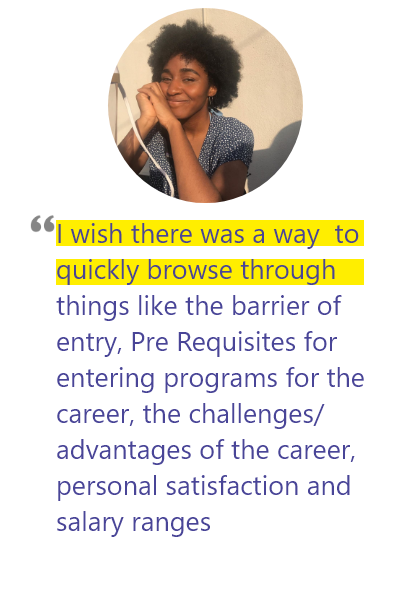 “I wish there was a way  to
quickly browse through
things like the barrier of
entry, Pre Requisites for
entering programs for the
career, the challenges/
advantages of the career,
personal satisfaction and
salary ranges